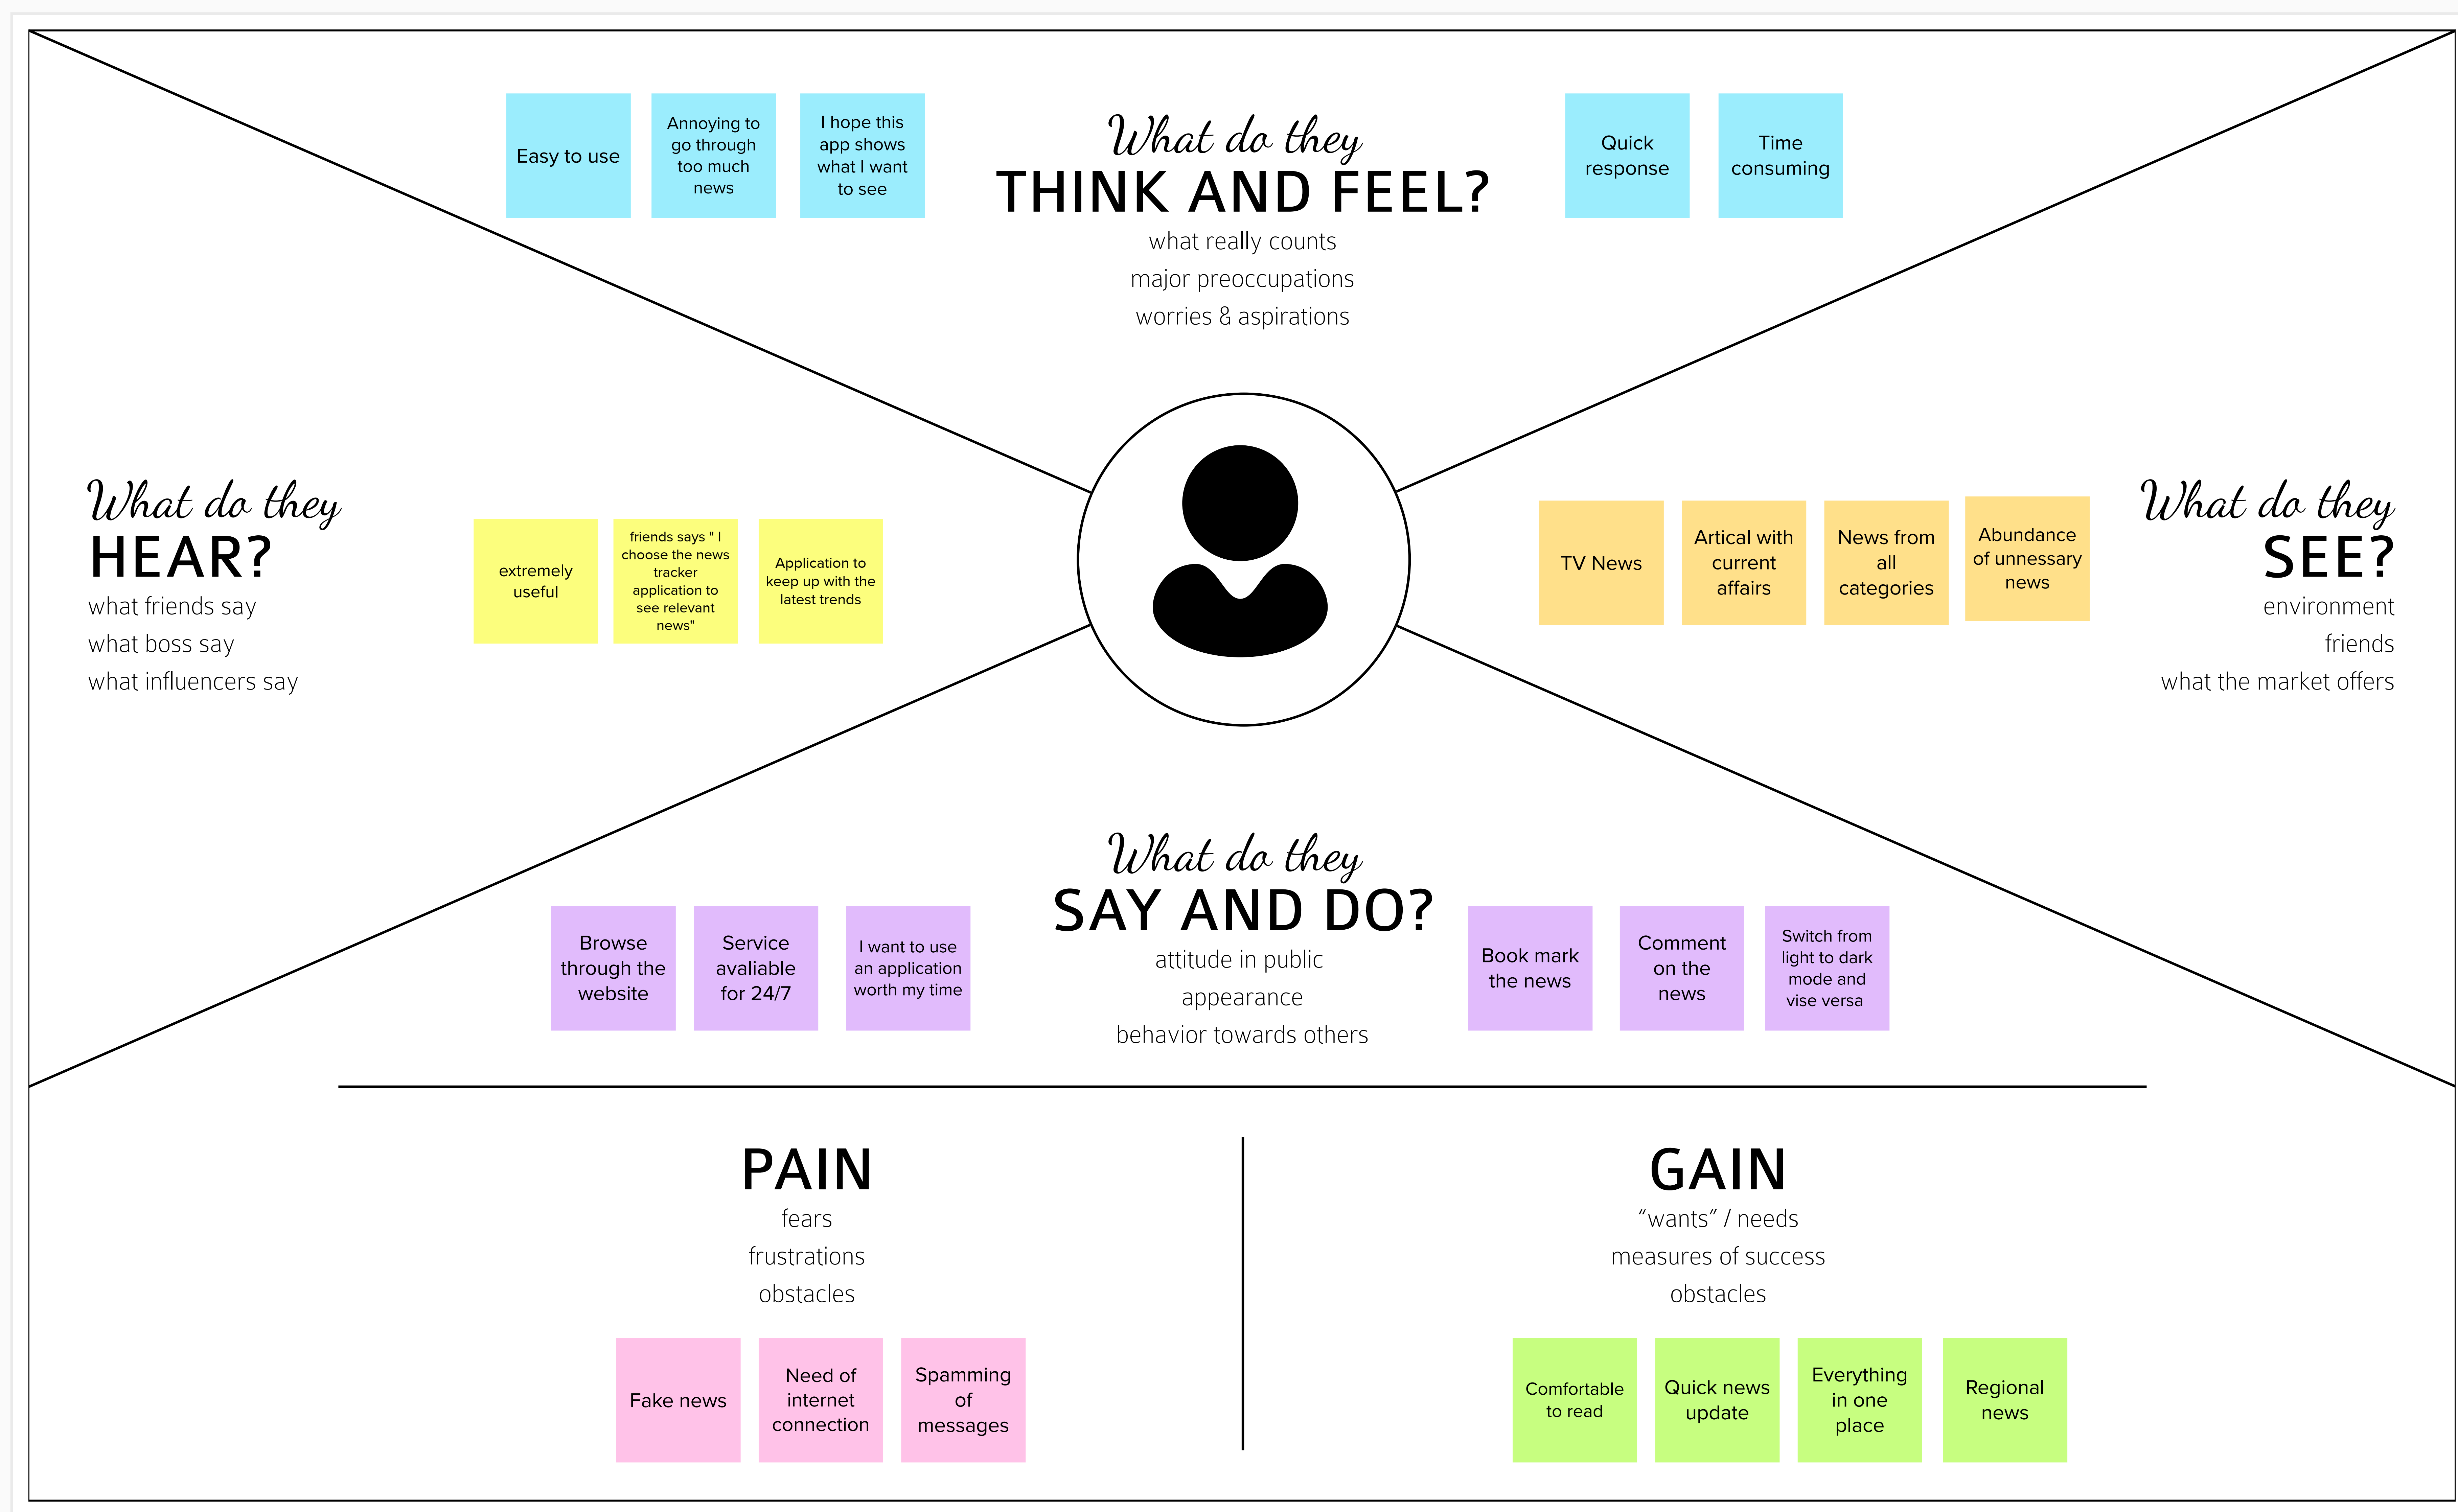 Easy to use
Annoying to
go through
too much
news
I hope this
app shows
what I want
to see
What do they
THINK AND FEEL?
what really counts
major preoccupations
worries & aspirations
Quick
response
Time
consuming
What do they
HEAR?
what friends say
what boss say
what influencers say
extremely
useful
friends says " I
choose the news
tracker
application to
see relevant
news"
Application to
keep up with the
latest trends
TV News
Artical with
current
affairs
News from
all
categories
Abundance
of unnessary
news
What do they
SEE?
environment
friends
what the market offers
Browse
through the
website
Service
avaliable
for 24/7
I want to use
an application
worth my time
What do they
SAY AND DO?
attitude in public
appearance
behavior towards others
Book mark
the news
Comment
on the
news
Switch from
light to dark
mode and
vise versa
PAIN
fears
frustrations
obstacles
Fake news
Need of
internet
connection
Spamming
of
messages
GAIN
“wants” / needs
measures of success
obstacles
Comfortable
to read
Quick news
update
Everything
in one
place
Regional
news